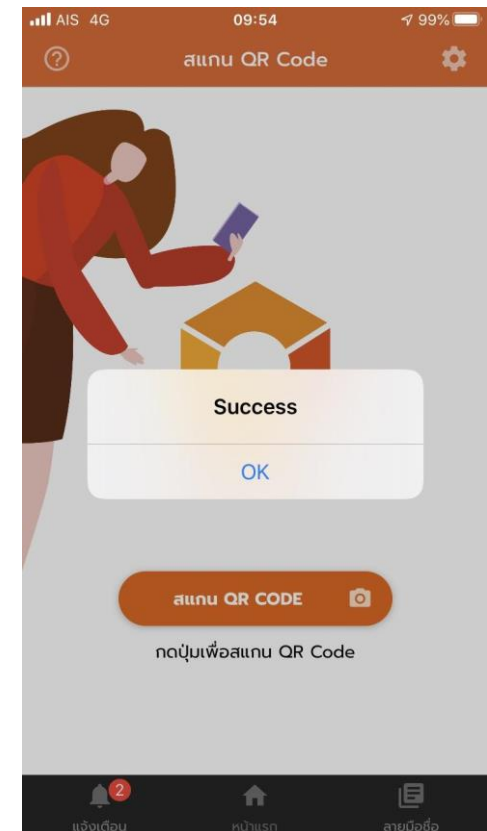 AIS 4G 09:54 99%
สแกน QR Code
Success
OK
สแกน QR CODE
กดปุ่มเพื่อสแกน QR Code
2
แจ้งเตือน หน้าแรก ลายมือชื่อ